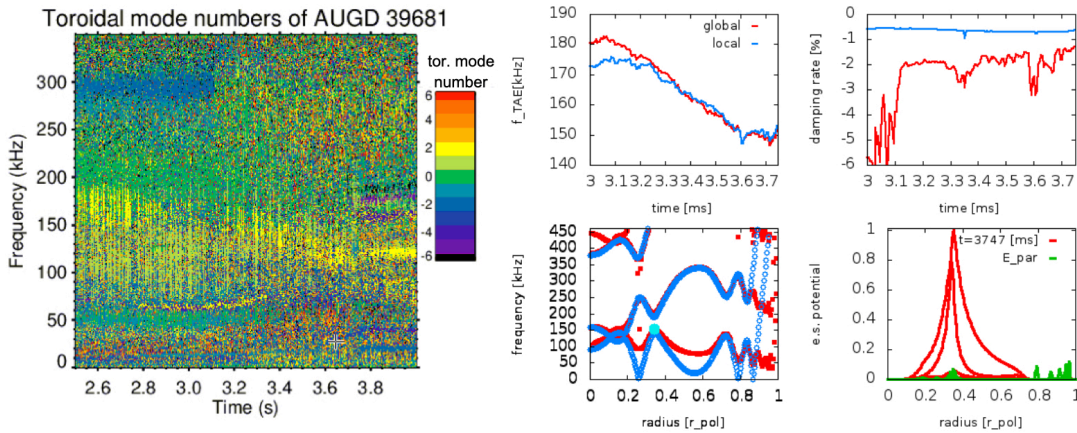 Toroidal mode numbers of AUGD 39681
Frequency (kHz)
300
250
200
150
100
50
0
2.6 2.8 3.0 3.2 3.4 3.6 3.8
Time (s)
tor. mode
number
6
4
2
0
-2
-4
-6
f_TAE[kHz]
190
180
170
160
150
140
global
local
3 3.1 3.2 3.3 3.4 3.5 3.6 3.7
time [ms]
damping rate [%]
0
-1
-2
-3
-4
-5
-6
3 3.1 3.2 3.3 3.4 3.5 3.6 3.7
time [ms]
frequency [kHz]
450
400
350
300
250
200
150
100
50
0
0 0.2 0.4 0.6 0.8 1
radius [r_pol]
e.s. potential
1
0.8
0.6
0.4
0.2
0
t=3747 [ms]
E_par
0 0.2 0.4 0.6 0.8 1
radius [r_pol]